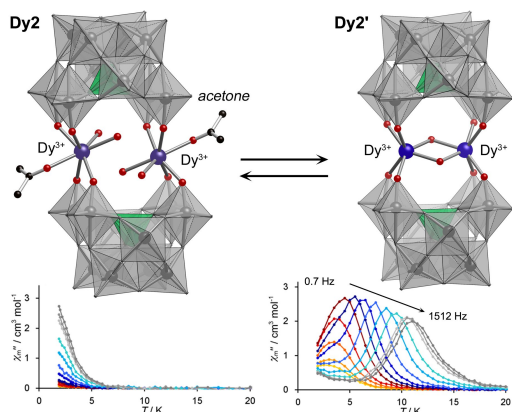 Dy2
Dy2'
acetone
Dy³⁺
Dy³⁺
Dy³⁺
Dy³⁺
χₘ" / cm³ mol⁻¹
3
2
1
0
0
5
10
15
20
T / K
χₘ" / cm³ mol⁻¹
3
2
1
0
0.7 Hz
1512 Hz
0
5
10
15
20
T / K